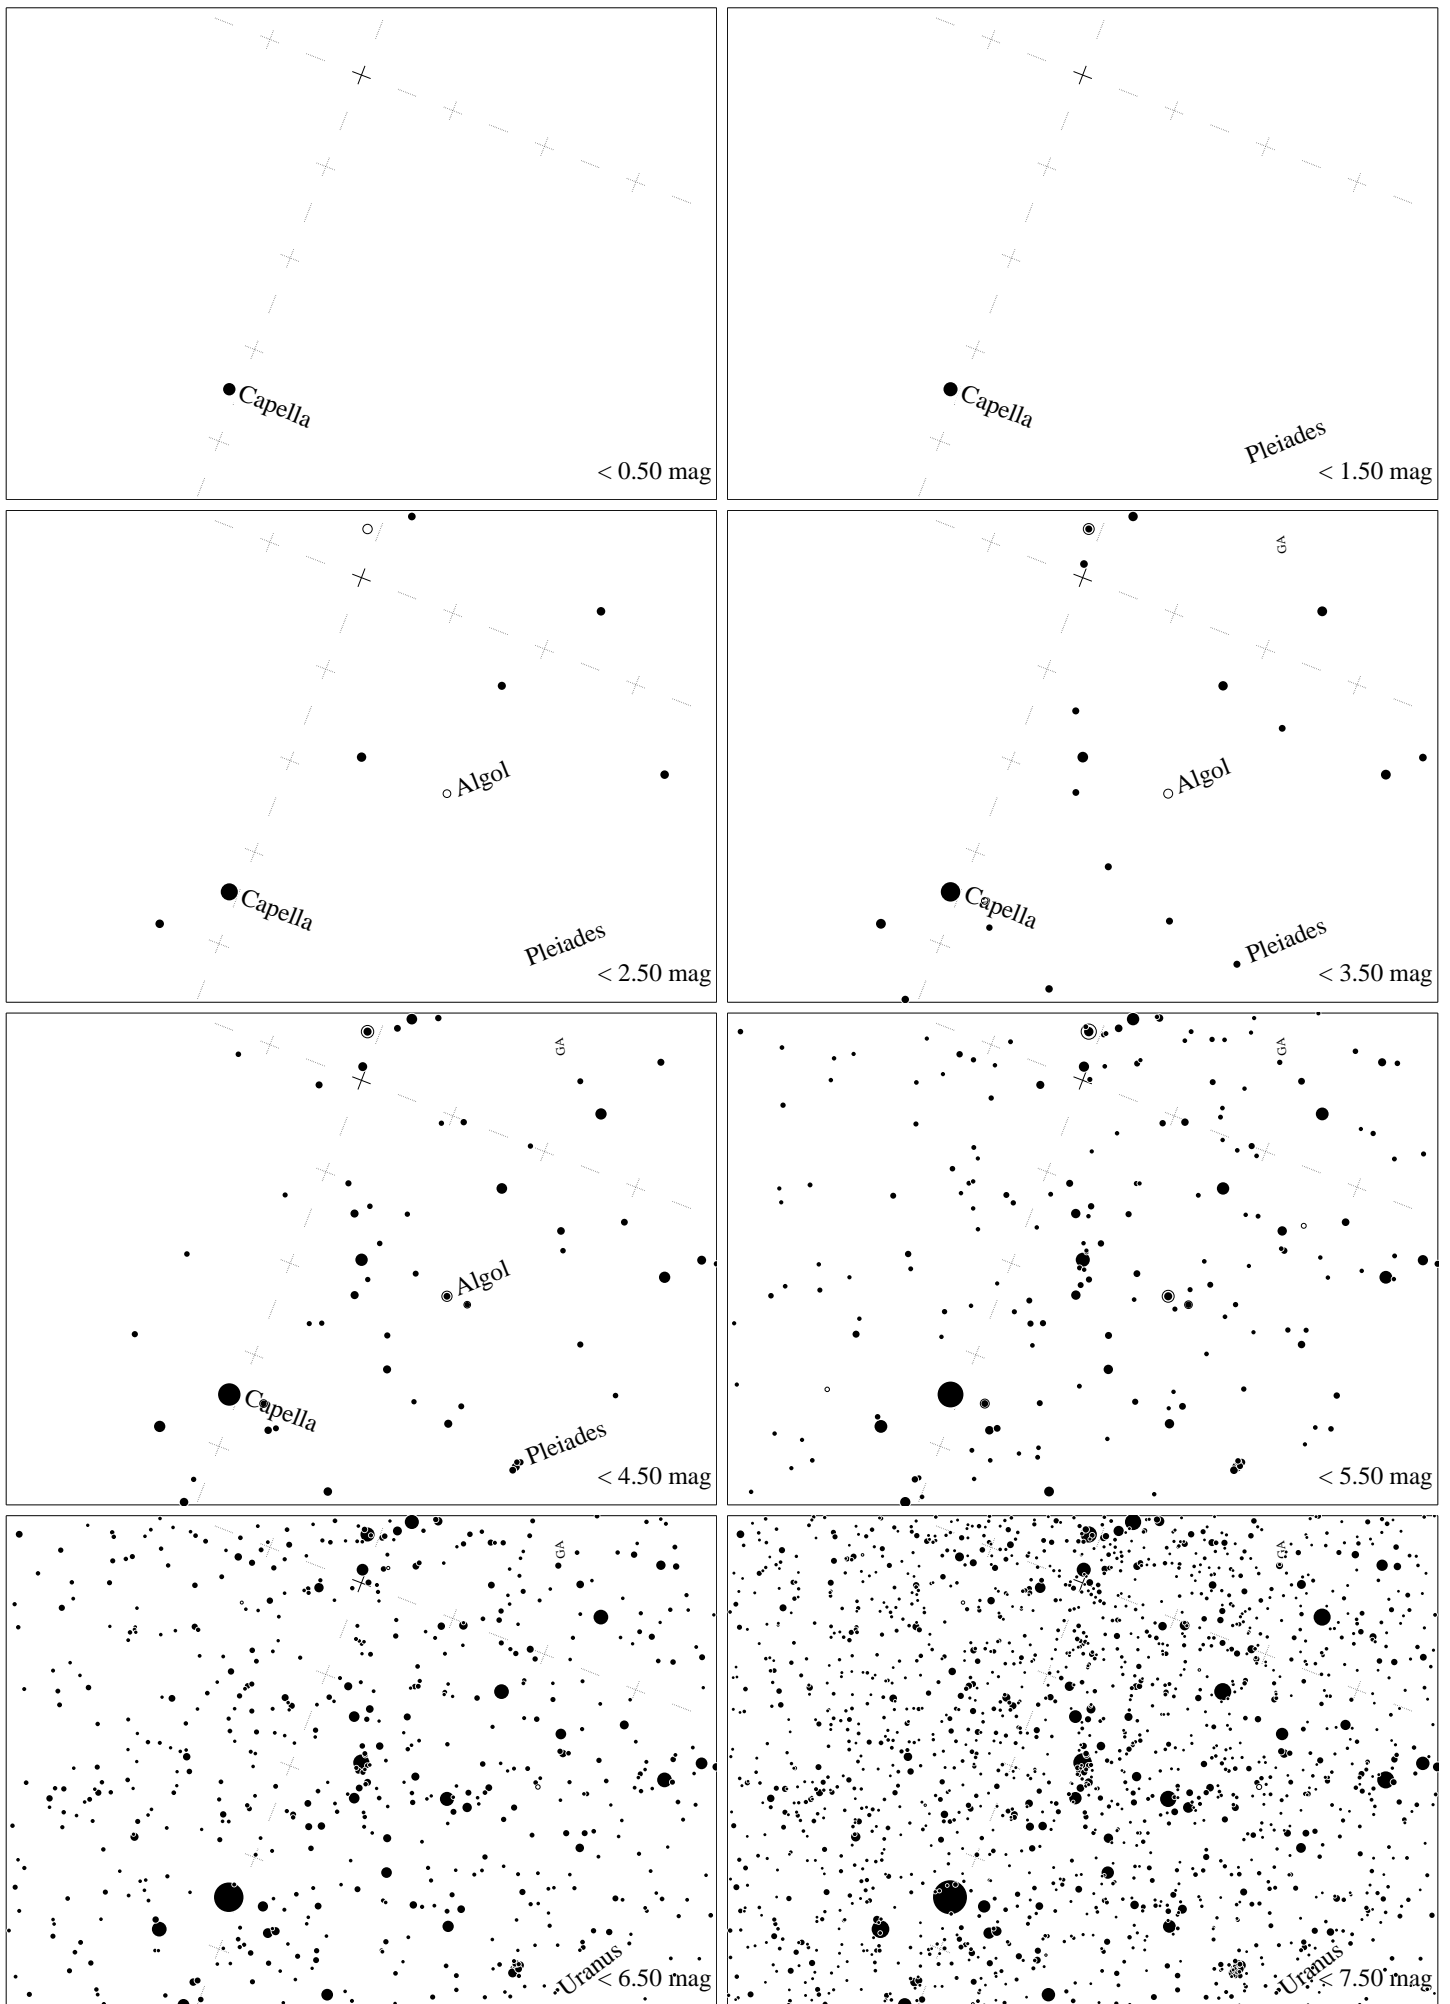 Capella
< 0.50 mag
Capella
Pleiades
< 1.50 mag
Algol
Capella
Pleiades
< 2.50 mag
GA
Algol
Capella
Pleiades
< 3.50 mag
GA
Algol
Capella
Pleiades
< 4.50 mag
GA
< 5.50 mag
GA
Uranus
< 6.50 mag
GA
Uranus
< 7.50 mag